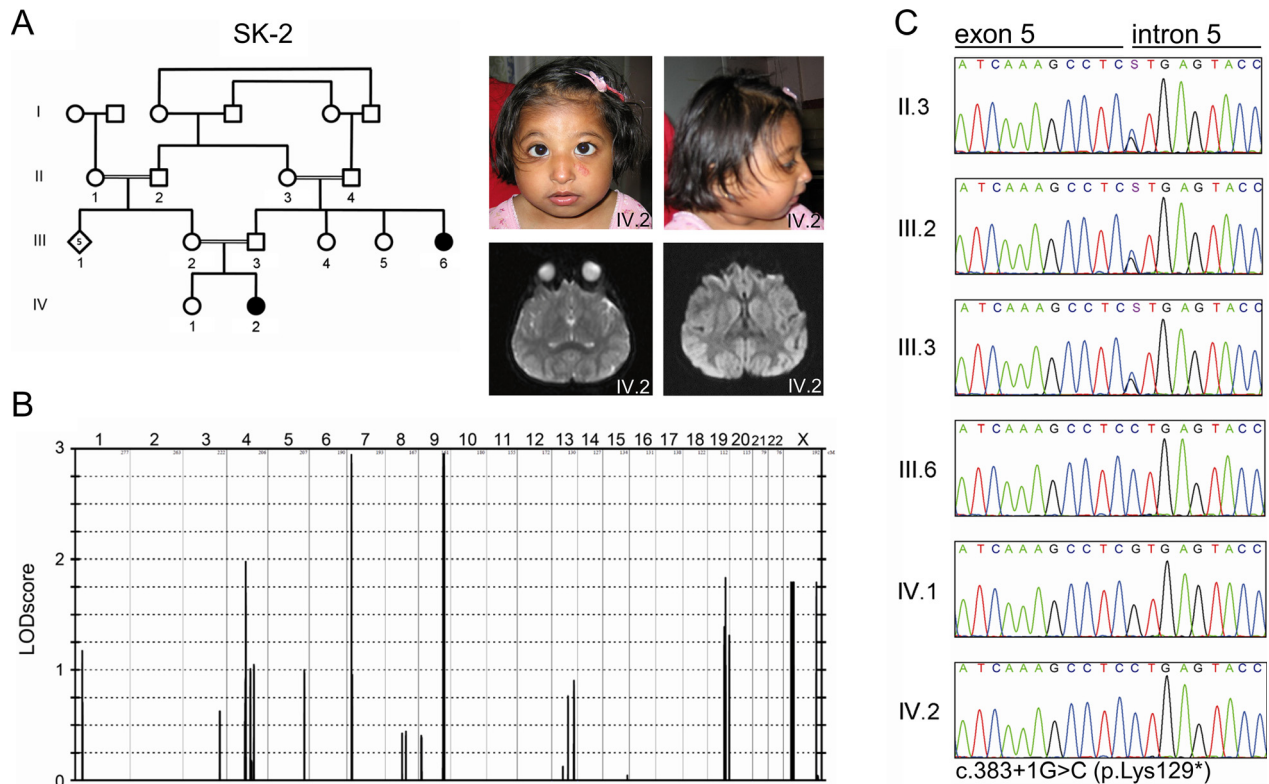 A
SK-2
I
II
1
2
3
4
III
5
1
2
3
4
5
6
IV
1
2
IV.2
IV.2
IV.2
IV.2
B
1 2 3 4 5 6 7 8 9 10 11 12 13 14 15 16 17 18 19 20 21 22 X
3
2
1
0
LODscore
C
exon 5
intron 5
II.3
A T C A A A G C C T C S T G A G T A C C
III.2
A T C A A A G C C T C S T G A G T A C C
III.3
A T C A A A G C C T C S T G A G T A C C
III.6
A T C A A A G C C T C C T G A G T A C C
IV.1
A T C A A A G C C T C G T G A G T A C C
IV.2
A T C A A A G C C T C C T G A G T A C C
c.383+1G>C (p.Lys129*)